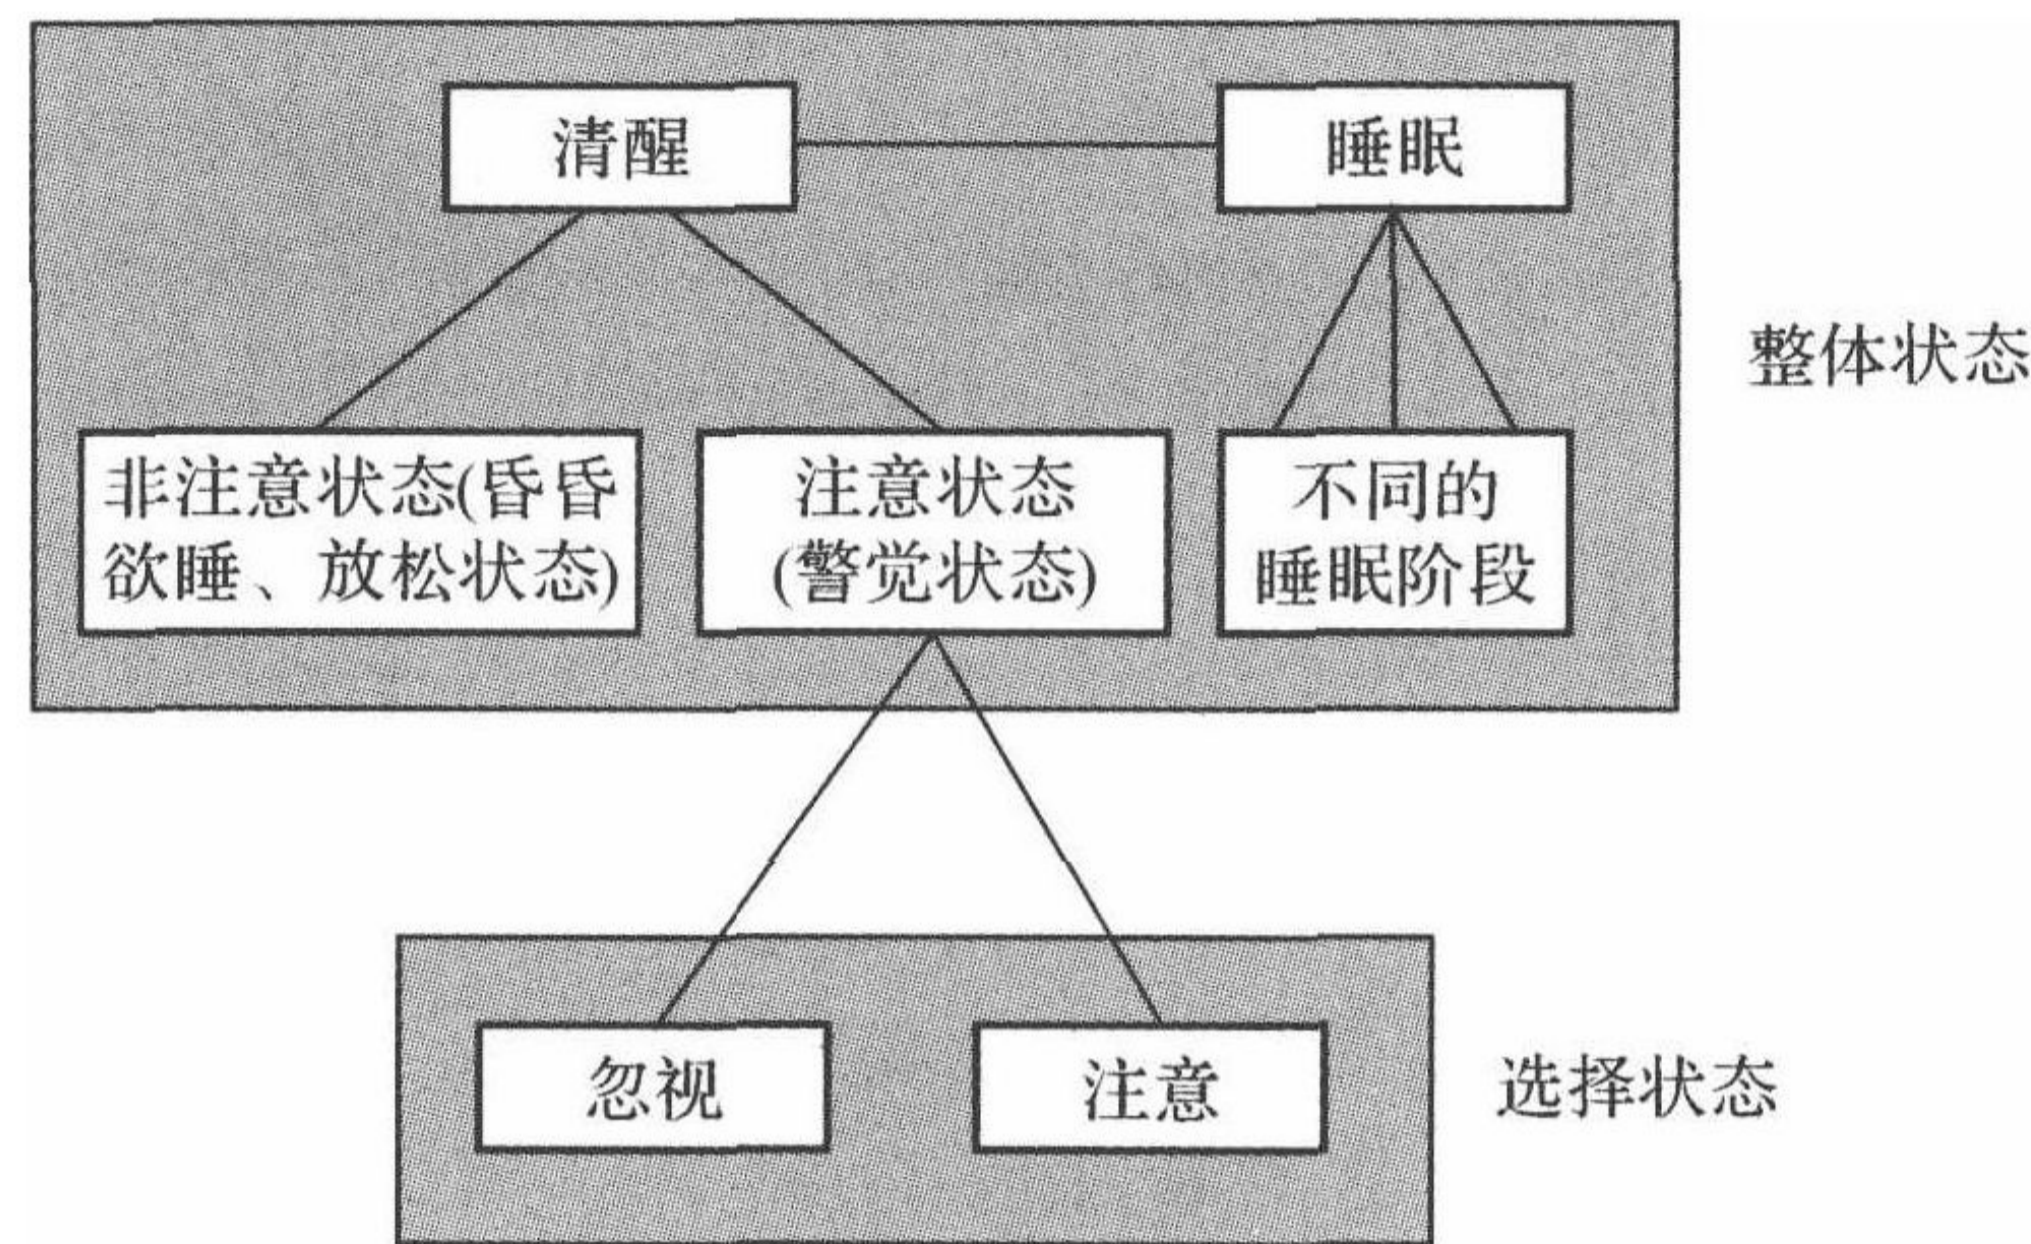 清醒
睡眠
整体状态
非注意状态(昏昏
欲睡、放松状态)
注意状态
(警觉状态)
不同的
睡眠阶段
忽视
注意
选择状态